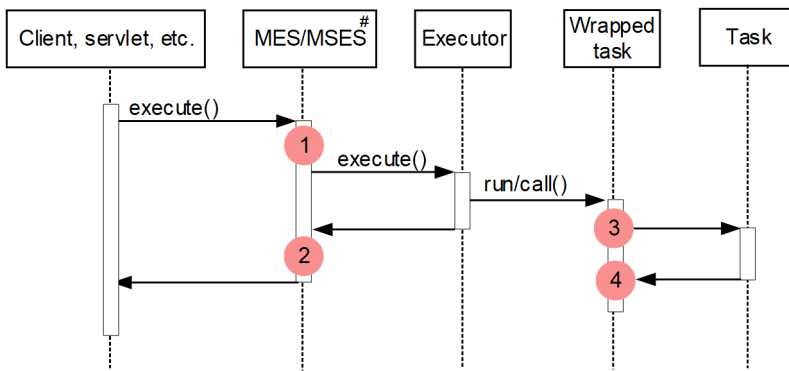 Client, servlet, etc.
MES/MSES #
Executor
Wrapped
task
Task
execute()
1
execute()
run/call()
3
2
4